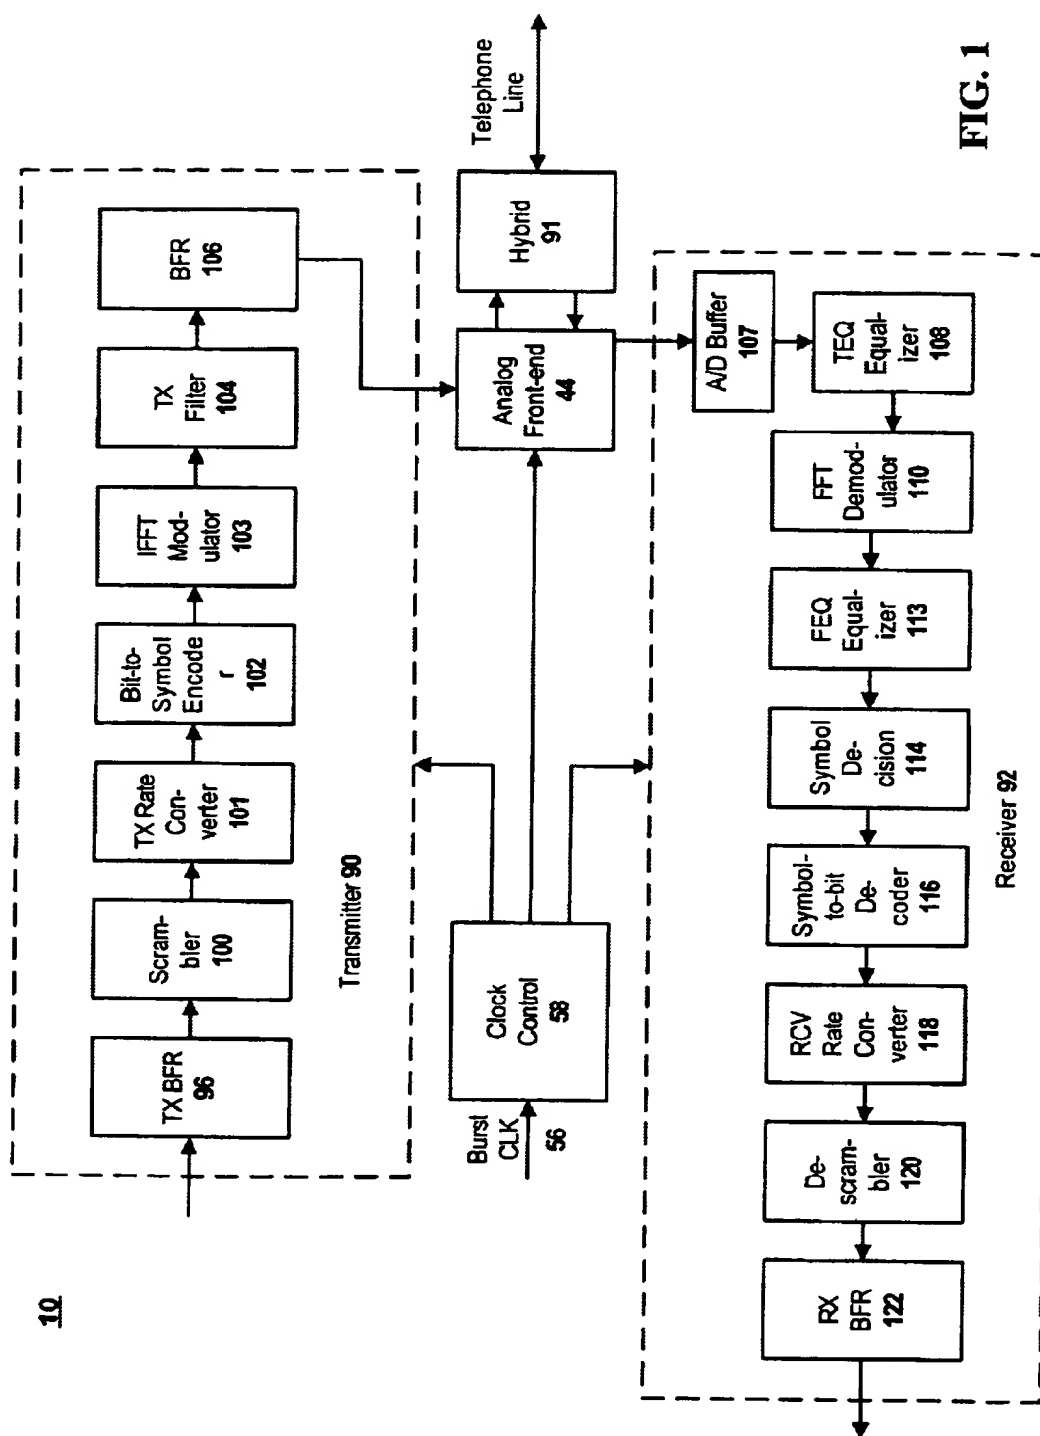 10
TX BFR
96
Scram-
bler
100
TX Rate
Con-
verter
101
Bit-to-
Symbol
Encode
r
102
IFFT
Mod-
ulator
103
TX
Filter
104
BFR
106
Transmitter 90
Burst
CLK
56
Clock
Control
58
Analog
Front-end
44
Hybrid
91
Telephone
Line
A/D Buffer
107
TEQ
Equal-
izer
108
FFT
Demod-
ulator
110
FEQ
Equal-
izer
113
Symbol
De-
cision
114
Symbol-
to-bit
De-
coder
116
RCV
Rate
Con-
verter
118
De-
scram-
bler
120
RX
BFR
122
Receiver 92
FIG. 1